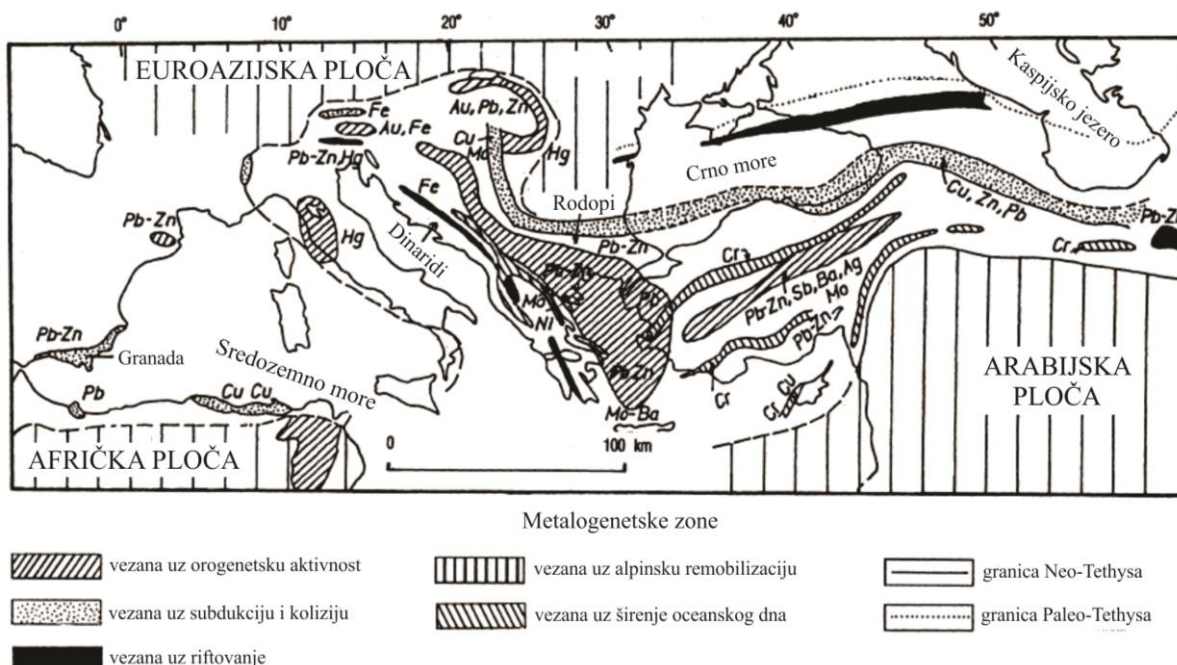 0° 10° 20° 30° 40° 50°
EUROAZIJSKA PLOČA
Kaspijsko jezero
Fe
Au, Pb, Zn
Au, Fe
Cu
Mo
Hg
Pb-Zn, Hg
Crno more
Pb-Zn
Fe
Rodopi
Cu, Zn, Pb
Pb-Zn
Hg
Dinaridi
Pb-Zn
Cr
Cr
Pb-Zn
Mo
Pb
Pb-Zn, Sb, Ba, Ag
Mo
Ni
Pb-Zn
Pb-Zn
Granada
Sredozemno more
Pb Zn
ARABIJSKA
PLOČA
Pb
Cu Cu
Cr
Cr
Cu
Mo-Ba
0 100 km
AFRIČKA PLOČA
Metalogenetske zone
vezana uz orogenetsku aktivnost
vezana uz alpinsku remobilizaciju
granica Neo-Tethysa
vezana uz subdukciju i koliziju
vezana uz širenje oceanskog dna
granica Paleo-Tethysa
vezana uz riftovanje